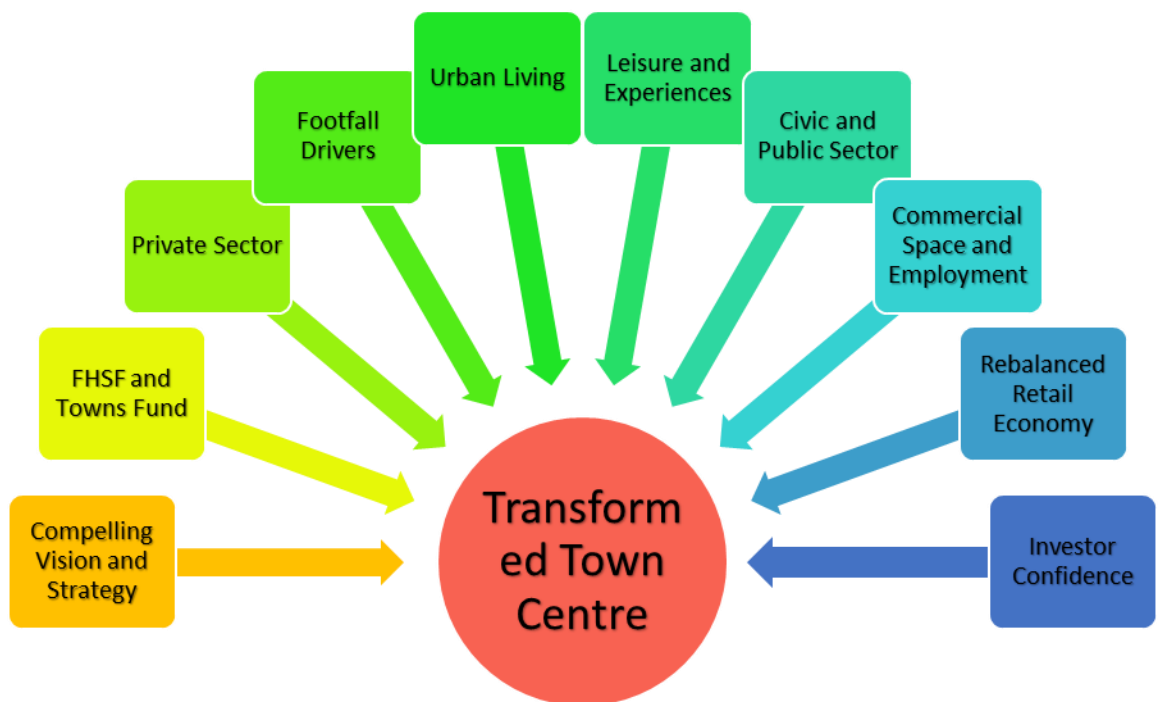 Compelling
Vision and
Strategy
FHSF and
Towns Fund
Private Sector
Footfall
Drivers
Urban Living
Leisure and
Experiences
Civic and
Public Sector
Commercial
Space and
Employment
Rebalanced
Retail
Economy
Investor
Confidence
Transform
ed Town
Centre